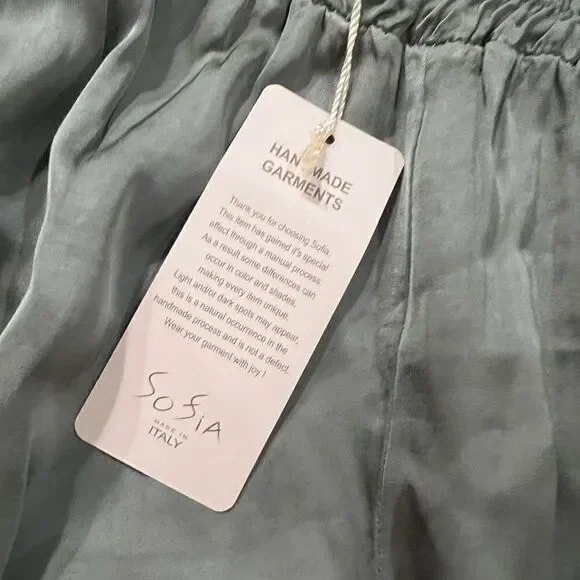 HANDMADE
GARMENTS
Thank you for choosing Sofia.
This item has gained it's special
effect through a manual process.
As a result some differences can
occur in color and shades,
making every item unique.
Light and/or dark spots may appear,
this is a natural occurrence in the
handmade process and is not a defect.
Wear your garment with joy !
SoSiA
MADE IN
ITALY